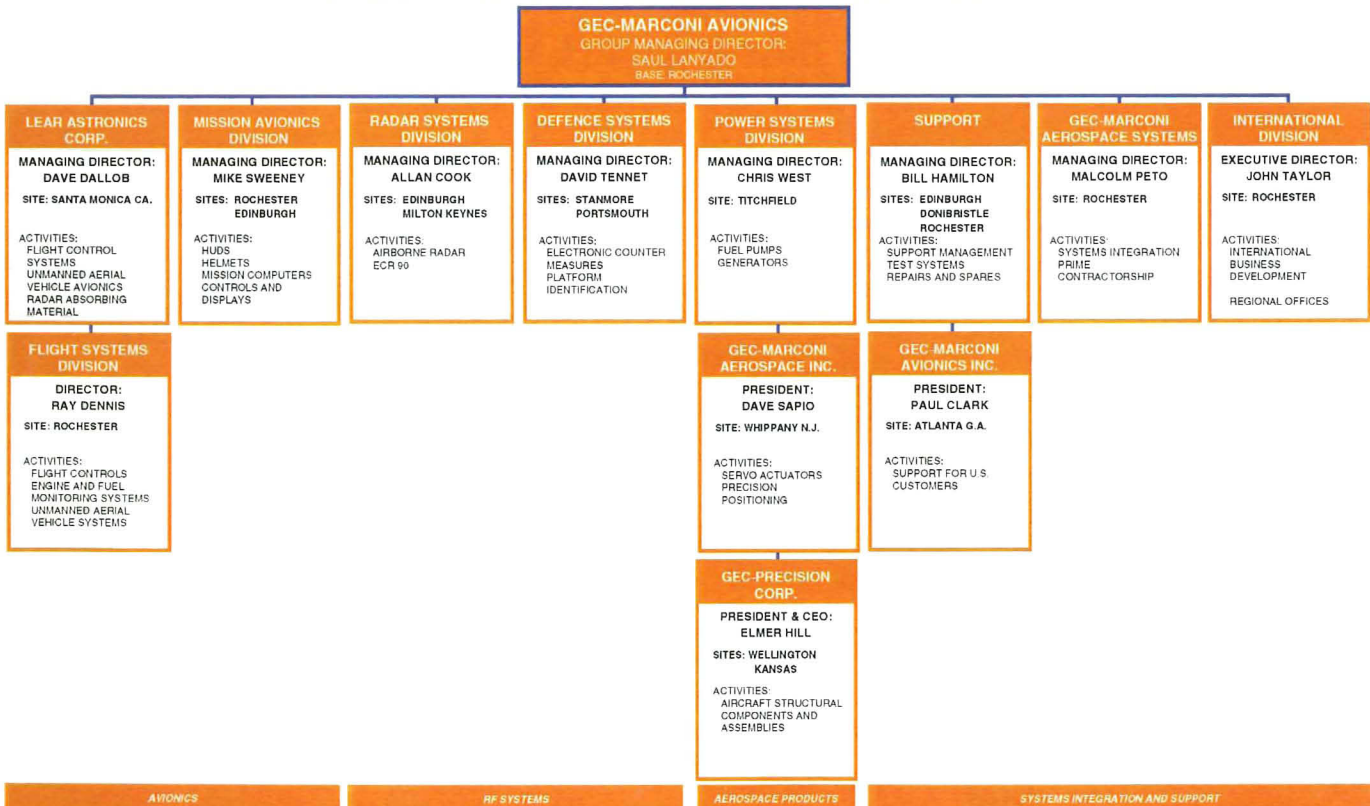 GEC-MARCONI AVIONICS
GROUP MANAGING DIRECTOR:
SAUL LANYADO
BASE: ROCHESTER
LEAR ASTRONICS
CORP.
MANAGING DIRECTOR:
DAVE DALLOB
SITE: SANTA MONICA CA.
ACTIVITIES:
FLIGHT CONTROL
SYSTEMS
UNMANNED AERIAL
VEHICLE AVIONICS
RADAR ABSORBING
MATERIAL
MISSION AVIONICS
DIVISION
MANAGING DIRECTOR:
MIKE SWEENEY
SITES: ROCHESTER
EDINBURGH
ACTIVITIES:
HUDS
HELMETS
MISSION COMPUTERS
CONTROLS AND
DISPLAYS
RADAR SYSTEMS
DIVISION
MANAGING DIRECTOR:
ALLAN COOK
SITES: EDINBURGH
MILTON KEYNES
ACTIVITIES:
AIRBORNE RADAR
ECR 90
DEFENCE SYSTEMS
DIVISION
MANAGING DIRECTOR:
DAVID TENNET
SITES: STANMORE
PORTSMOUTH
ACTIVITIES:
ELECTRONIC COUNTER
MEASURES
PLATFORM
IDENTIFICATION
POWER SYSTEMS
DIVISION
MANAGING DIRECTOR:
CHRIS WEST
SITE: TITCHFIELD
ACTIVITIES:
FUEL PUMPS
GENERATORS
SUPPORT
MANAGING DIRECTOR:
BILL HAMILTON
SITES: EDINBURGH
DONIBRISTLE
ROCHESTER
ACTIVITIES:
SUPPORT MANAGEMENT
TEST SYSTEMS
REPAIRS AND SPARES
GEC-MARCONI
AEROSPACE SYSTEMS
MANAGING DIRECTOR:
MALCOLM PETO
SITE: ROCHESTER
ACTIVITIES:
SYSTEMS INTEGRATION
PRIME
CONTRACTORSHIP
INTERNATIONAL
DIVISION
EXECUTIVE DIRECTOR:
JOHN TAYLOR
SITE: ROCHESTER
ACTIVITIES:
INTERNATIONAL
BUSINESS
DEVELOPMENT
REGIONAL OFFICES
FLIGHT SYSTEMS
DIVISION
DIRECTOR:
RAY DENNIS
SITE: ROCHESTER
ACTIVITIES:
FLIGHT CONTROLS
ENGINE AND FUEL
MONITORING SYSTEMS
UNMANNED AERIAL
VEHICLE SYSTEMS
GEC-MARCONI
AEROSPACE INC.
PRESIDENT:
DAVE SAPIO
SITE: WHIPPANY N.J.
ACTIVITIES:
SERVO ACTUATORS
PRECISION
POSITIONING
GEC-MARCONI
AVIONICS INC.
PRESIDENT:
PAUL CLARK
SITE: ATLANTA G.A.
ACTIVITIES:
SUPPORT FOR U.S.
CUSTOMERS
GEC-PRECISION
CORP.
PRESIDENT & CEO:
ELMER HILL
SITES: WELLINGTON
KANSAS
ACTIVITIES:
AIRCRAFT STRUCTURAL
COMPONENTS AND
ASSEMBLIES
AVIONICS
RF SYSTEMS
AEROSPACE PRODUCTS
SYSTEMS INTEGRATION AND SUPPORT